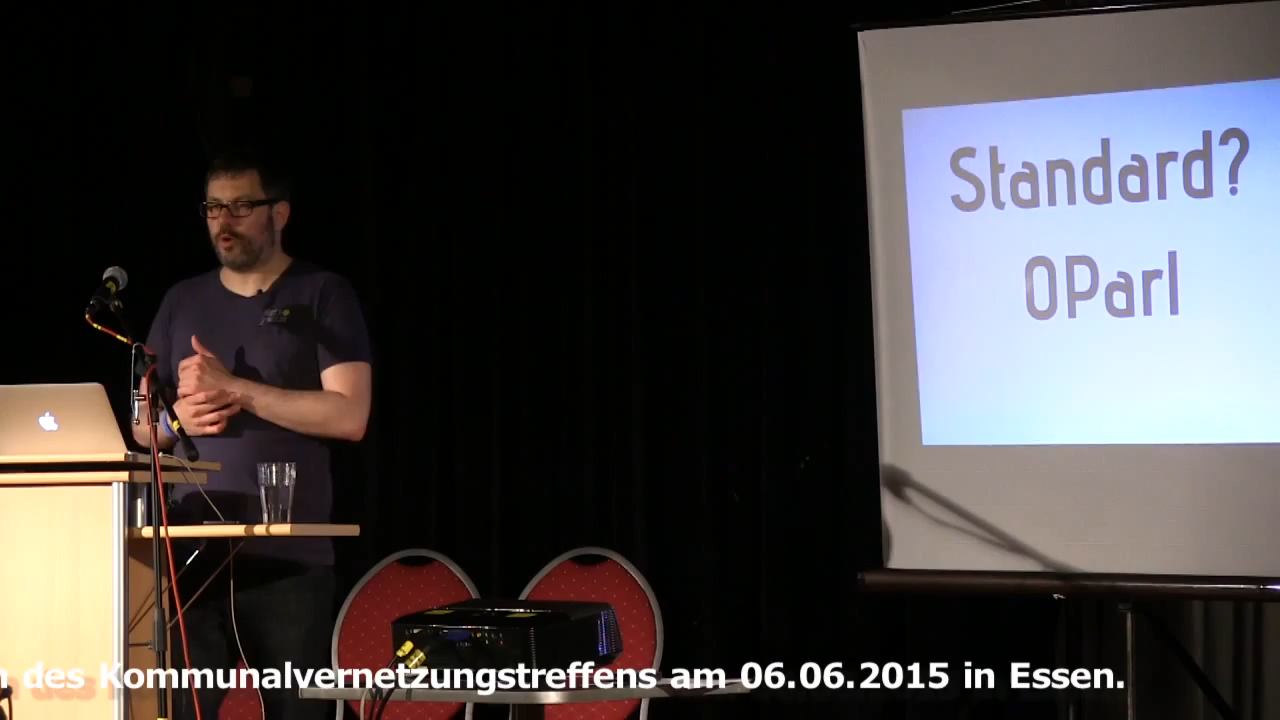 Standard?
OParl
des Kommunalvernetzungstreffens am 06.06.2015 in Essen.